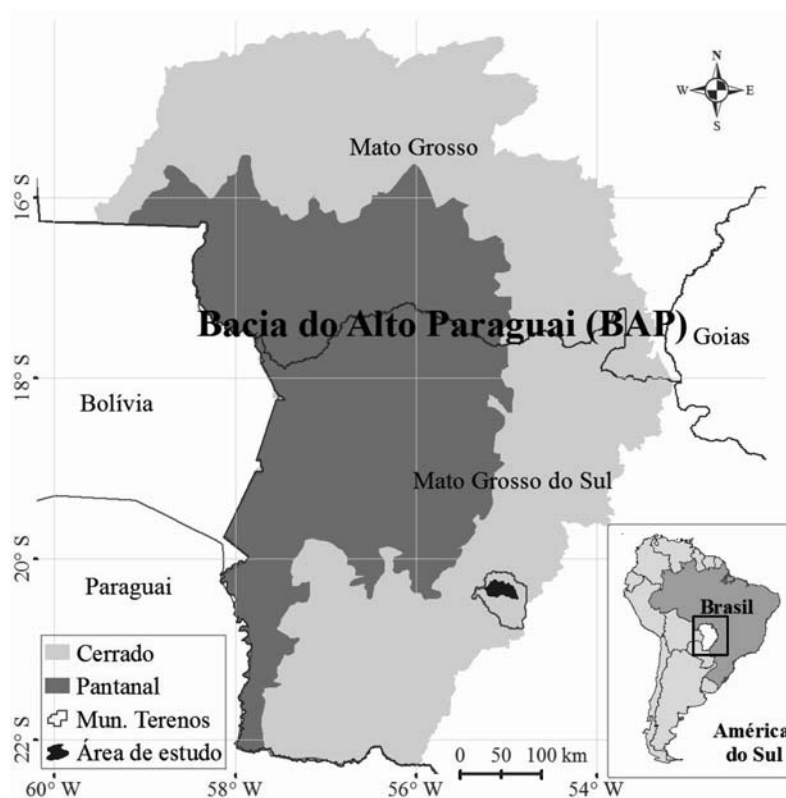 N
W E
S
Mato Grosso
16° S
Bacia do Alto Paraguai (BAP)
Goias
18° S
Bolívia
Mato Grosso do Sul
20° S
Paraguai
Brasil
Cerrado
Pantanal
Mun. Terenos
Área de estudo
0 50 100 km
América
do Sul
22° S
60° W 58° W 56° W 54° W